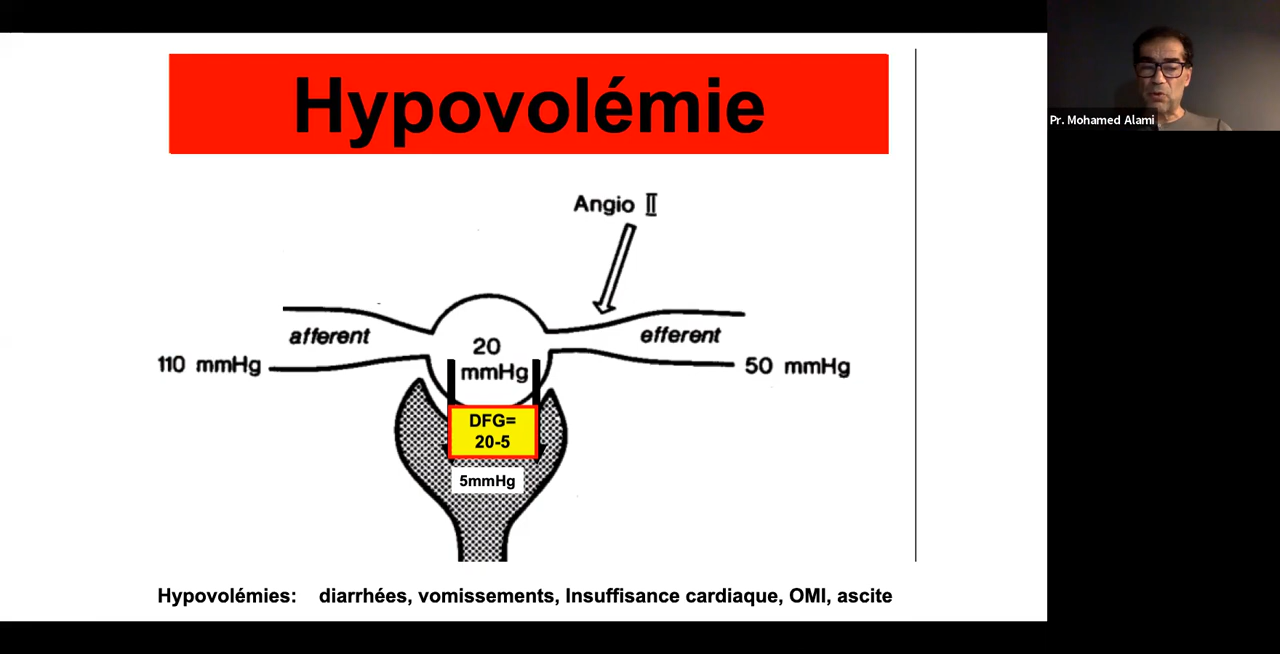 Hypovolémie
Pr. Mohamed Alami
Angio II
afferent
efferent
20
mmHg
110 mmHg
50 mmHg
DFG=
20-5
5mmHg
Hypovolémies: diarrhées, vomissements, Insuffisance cardiaque, OMI, ascite